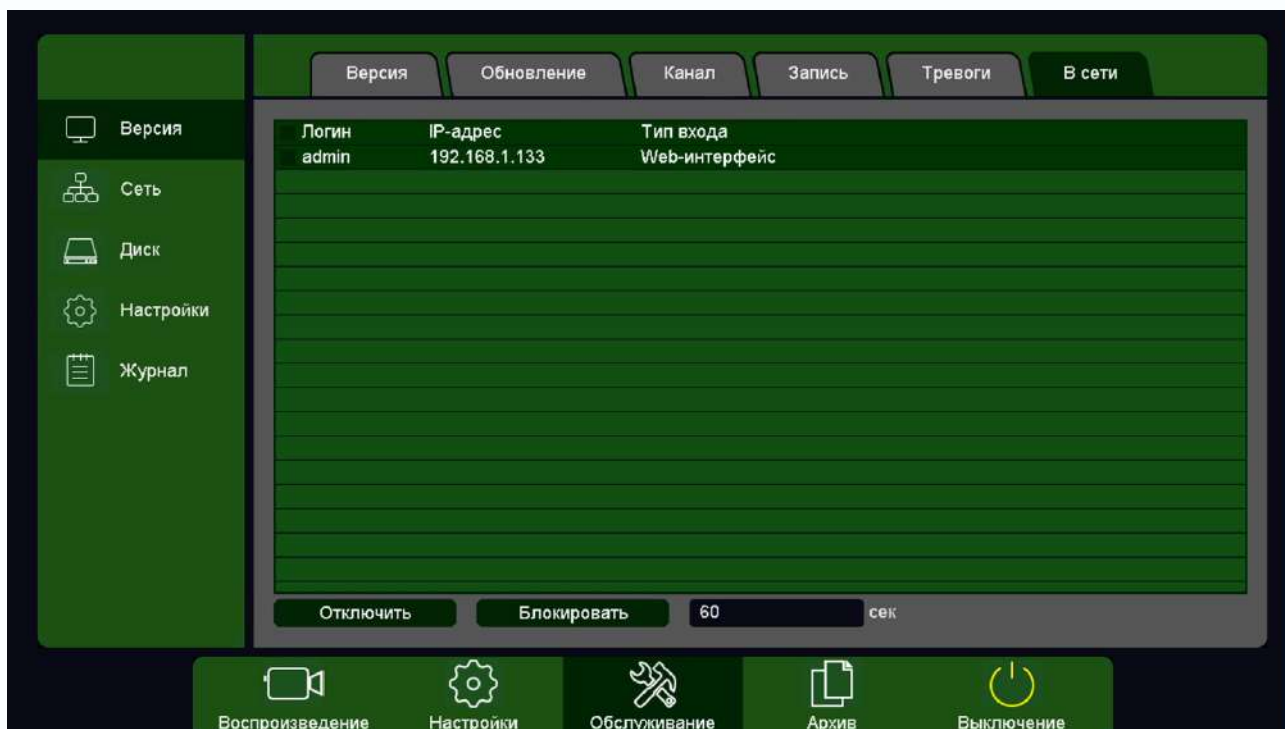 Версия Обновление Канал Запись Тревоги В сети
Версия
Сеть
Диск
Настройки
Журнал
Логин IP-адрес Тип входа
admin 192.168.1.133 Web-интерфейс
Отключить Блокировать 60 сек
Воспроизведение Настройки Обслуживание Архив Выключение